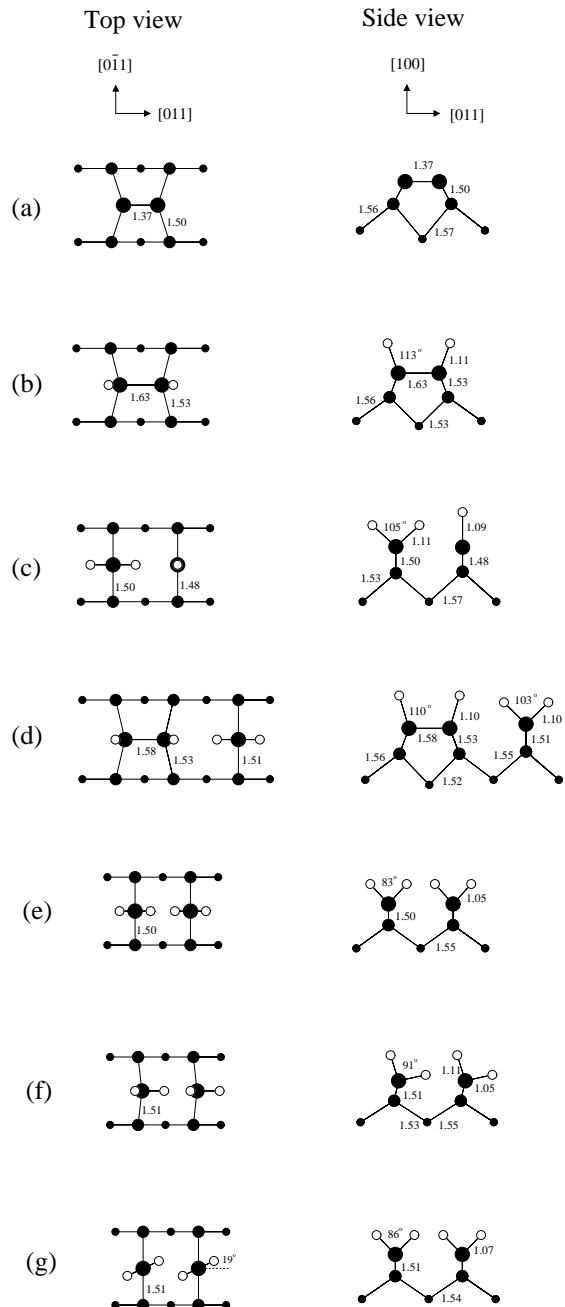 Top view Side view
[01̄1] [100]
[011] [011]
(a) 1.37 1.50 1.37 1.50 1.56 1.57
(b) 1.63 1.53 113° 1.11 1.63 1.53 1.56 1.53
(c) 1.50 1.48 105° 1.11 1.09 1.50 1.48 1.53 1.57
(d) 1.58 1.53 1.51 110° 1.10 103° 1.10 1.58 1.53 1.51 1.56 1.55 1.52
(e) 1.50 83° 1.05 1.50 1.55
(f) 1.51 91° 1.11 1.51 1.05 1.53 1.55
(g) 19° 1.51 86° 1.07 1.51 1.54